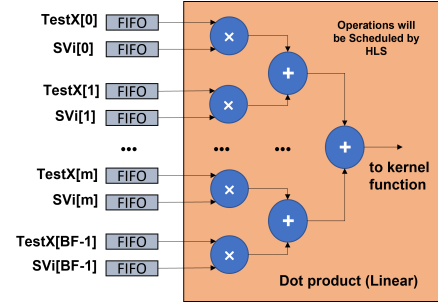 TestX[0] FIFO
SVi[0] FIFO
Operations will
be Scheduled by
HLS
×
+
TestX[1] FIFO
SVi[1] FIFO
×
+
... ... ...
to kernel
function
TestX[m] FIFO
SVi[m] FIFO
×
+
TestX[BF-1] FIFO
SVi[BF-1] FIFO
×
Dot product (Linear)